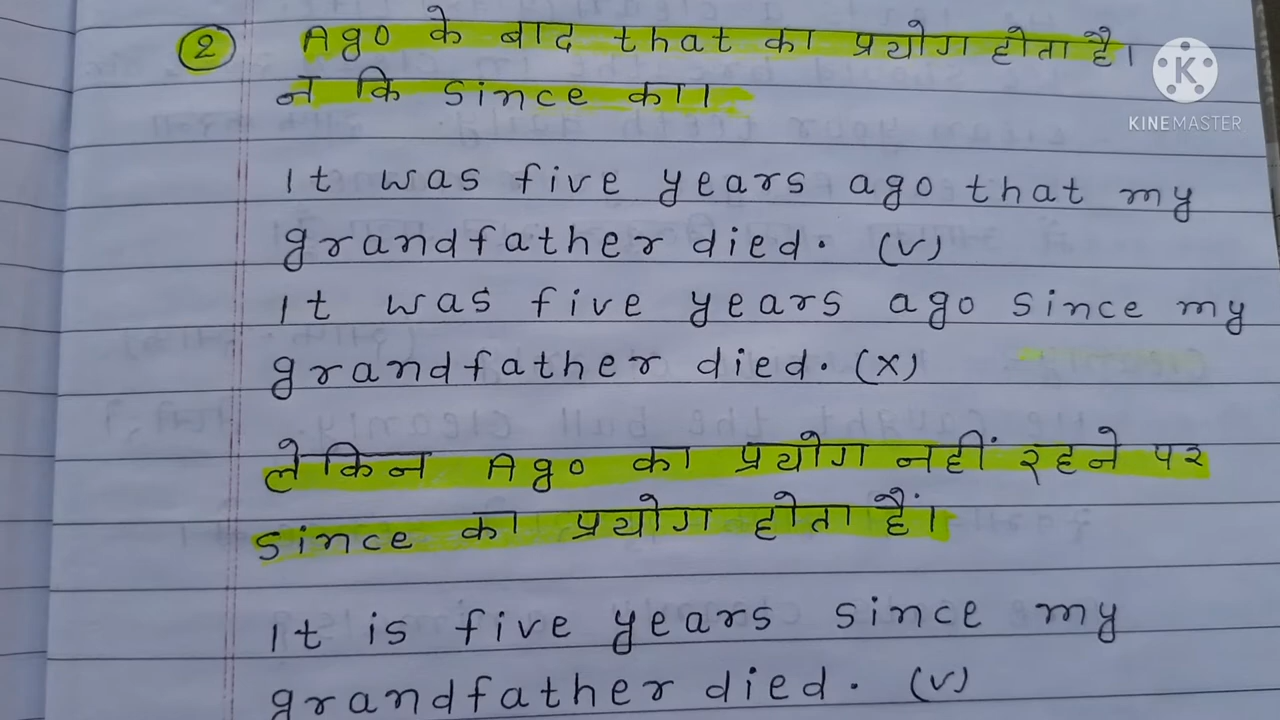 2 Ago के बाद that का प्रयोग होता है।
न कि since का।
It was five years ago that my
grandfather died. (v)
It was five years ago since my
grandfather died. (x)
लेकिन Ago का प्रयोग नहीं रहने पर
since का प्रयोग होता हैं।
It is five years since my
grandfather died. (v)
K
KINEMASTER